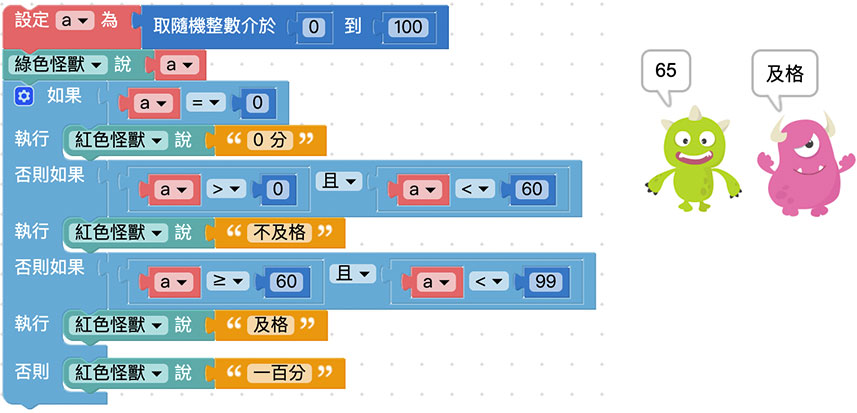 設定 a 為 取隨機整數介於 0 到 100
綠色怪獸 說 a
如果 a = 0
執行 紅色怪獸 說 “ 0 分 ”
否則如果 a > 0 且 a < 60
執行 紅色怪獸 說 “ 不及格 ”
否則如果 a ≥ 60 且 a < 99
執行 紅色怪獸 說 “ 及格 ”
否則 紅色怪獸 說 “ 一百分 ”
65
及格